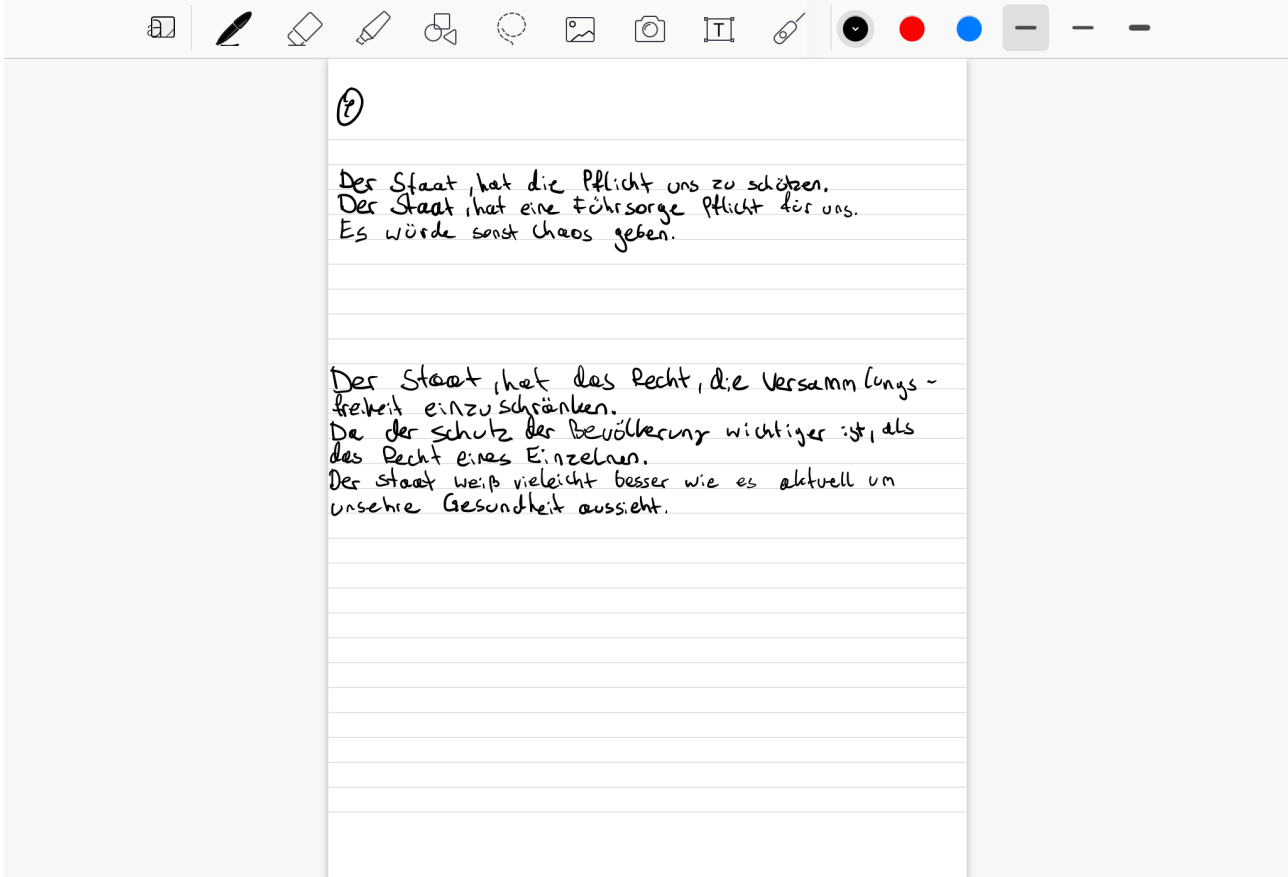 Der Staat, hat die Pflicht uns zu schützen.
Der Staat, hat eine Führsorge Pflicht für uns.
Es würde sonst Chaos geben.
Der Staat, hat das Recht, die Versammlungs-
freiheit einzuschränken.
Da der schutz der Bevölkerung wichtiger ist, als
das Recht eines Einzelnen.
Der staat weiß vieleicht besser wie es aktuell um
unsehre Gesundheit aussieht.